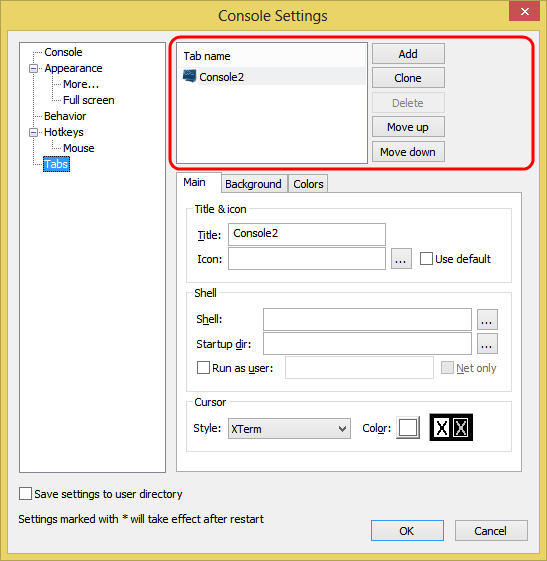 Console Settings
Console
Appearance
More...
Full screen
Behavior
Hotkeys
Mouse
Tabs
Tab name
Console2
Add
Clone
Delete
Move up
Move down
Main Background Colors
Title & icon
Title: Console2
Icon: ... Use default
Shell
Shell: ...
Startup dir: ...
Run as user: Net only
Cursor
Style: XTerm Color: X X
Save settings to user directory
Settings marked with * will take effect after restart
OK Cancel